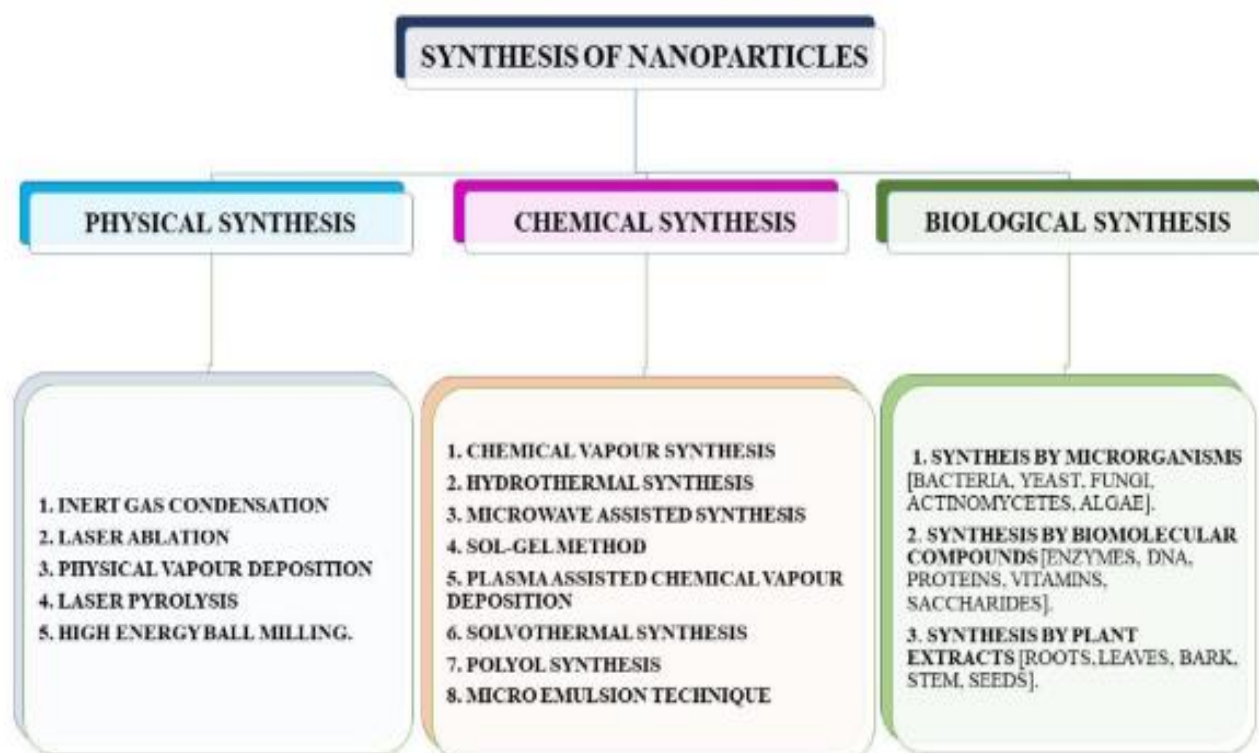 SYNTHESIS OF NANOPARTICLES
PHYSICAL SYNTHESIS
CHEMICAL SYNTHESIS
BIOLOGICAL SYNTHESIS
1. INERT GAS CONDENSATION
2. LASER ABLATION
3. PHYSICAL VAPOUR DEPOSITION
4. LASER PYROLYSIS
5. HIGH ENERGY BALL MILLING.
1. CHEMICAL VAPOUR SYNTHESIS
2. HYDROTHERMAL SYNTHESIS
3. MICROWAVE ASSISTED SYNTHESIS
4. SOL-GEL METHOD
5. PLASMA ASSISTED CHEMICAL VAPOUR
DEPOSITION
6. SOLVOTHERMAL SYNTHESIS
7. POLYOL SYNTHESIS
8. MICRO EMULSION TECHNIQUE
1. SYNTHEIS BY MICRORGANISMS
[BACTERIA, YEAST, FUNGI,
ACTINOMYCETES, ALGAE].
2. SYNTHESIS BY BIOMOLECULAR
COMPOUNDS [ENZYMES, DNA,
PROTEINS, VITAMINS,
SACCHARIDES].
3. SYNTHESIS BY PLANT
EXTRACTS [ROOTS, LEAVES, BARK,
STEM, SEEDS].